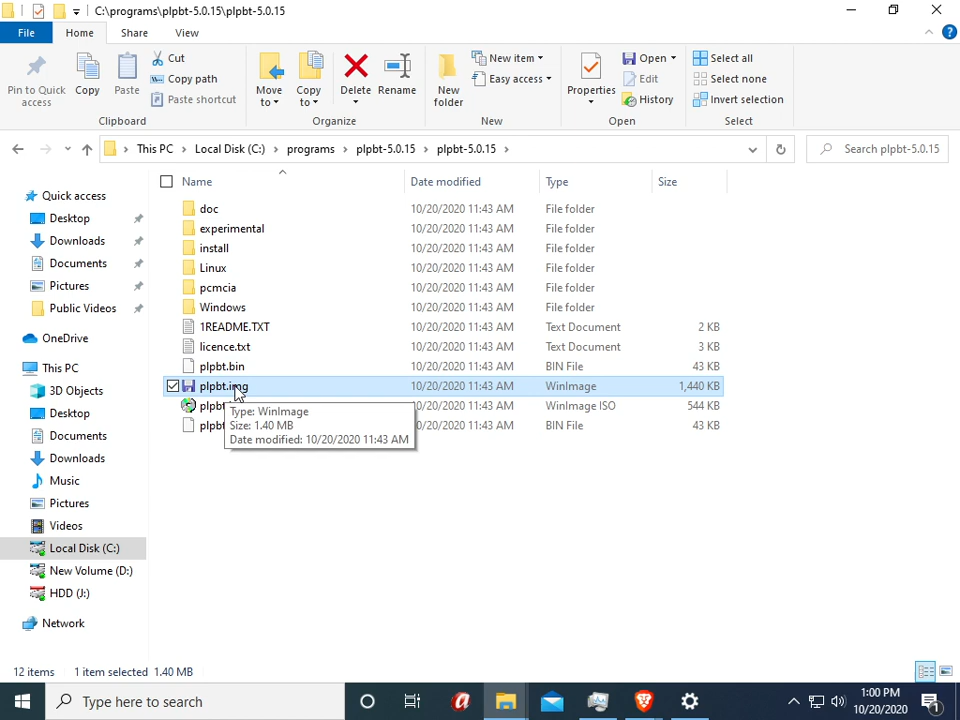 C:\programs\plpbt-5.0.15\plpbt-5.0.15
File Home Share View
Pin to Quick access
Copy
Paste
Cut
Copy path
Paste shortcut
Clipboard
Move to
Copy to
Delete
Rename
Organize
New folder
New item
Easy access
New
Properties
Open
Edit
History
Open
Select all
Select none
Invert selection
Select
This PC > Local Disk (C:) > programs > plpbt-5.0.15 > plpbt-5.0.15 >
Search plpbt-5.0.15
Quick access
Desktop
Downloads
Documents
Pictures
Public Videos
OneDrive
This PC
3D Objects
Desktop
Documents
Downloads
Music
Pictures
Videos
Local Disk (C:)
New Volume (D:)
HDD (J:)
Network
Name Date modified Type Size
doc 10/20/2020 11:43 AM File folder
experimental 10/20/2020 11:43 AM File folder
install 10/20/2020 11:43 AM File folder
Linux 10/20/2020 11:43 AM File folder
pcmcia 10/20/2020 11:43 AM File folder
Windows 10/20/2020 11:43 AM File folder
1README.TXT 10/20/2020 11:43 AM Text Document 2 KB
licence.txt 10/20/2020 11:43 AM Text Document 3 KB
plpbt.bin 10/20/2020 11:43 AM BIN File 43 KB
plpbt.img 10/20/2020 11:43 AM WinImage 1,440 KB
plpbt 10/20/2020 11:43 AM WinImage ISO 544 KB
plpbt 10/20/2020 11:43 AM BIN File 43 KB
Type: WinImage
Size: 1.40 MB
Date modified: 10/20/2020 11:43 AM
12 items 1 item selected 1.40 MB
Type here to search
1:00 PM
10/20/2020
1